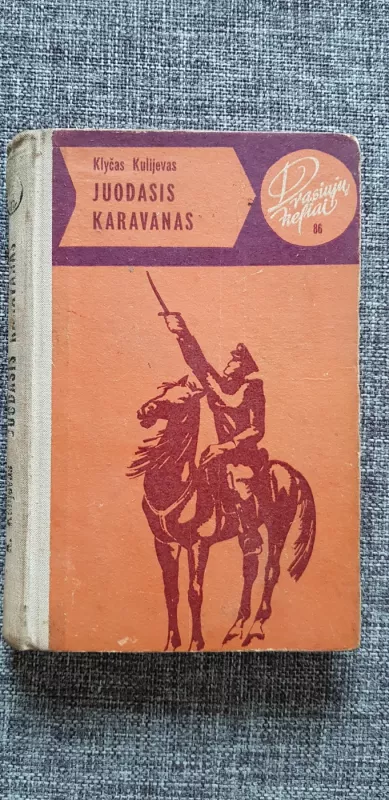 Klyčas Kulijevas
JUODASIS
KARAVANAS
Drąsiųjų
keliai
86